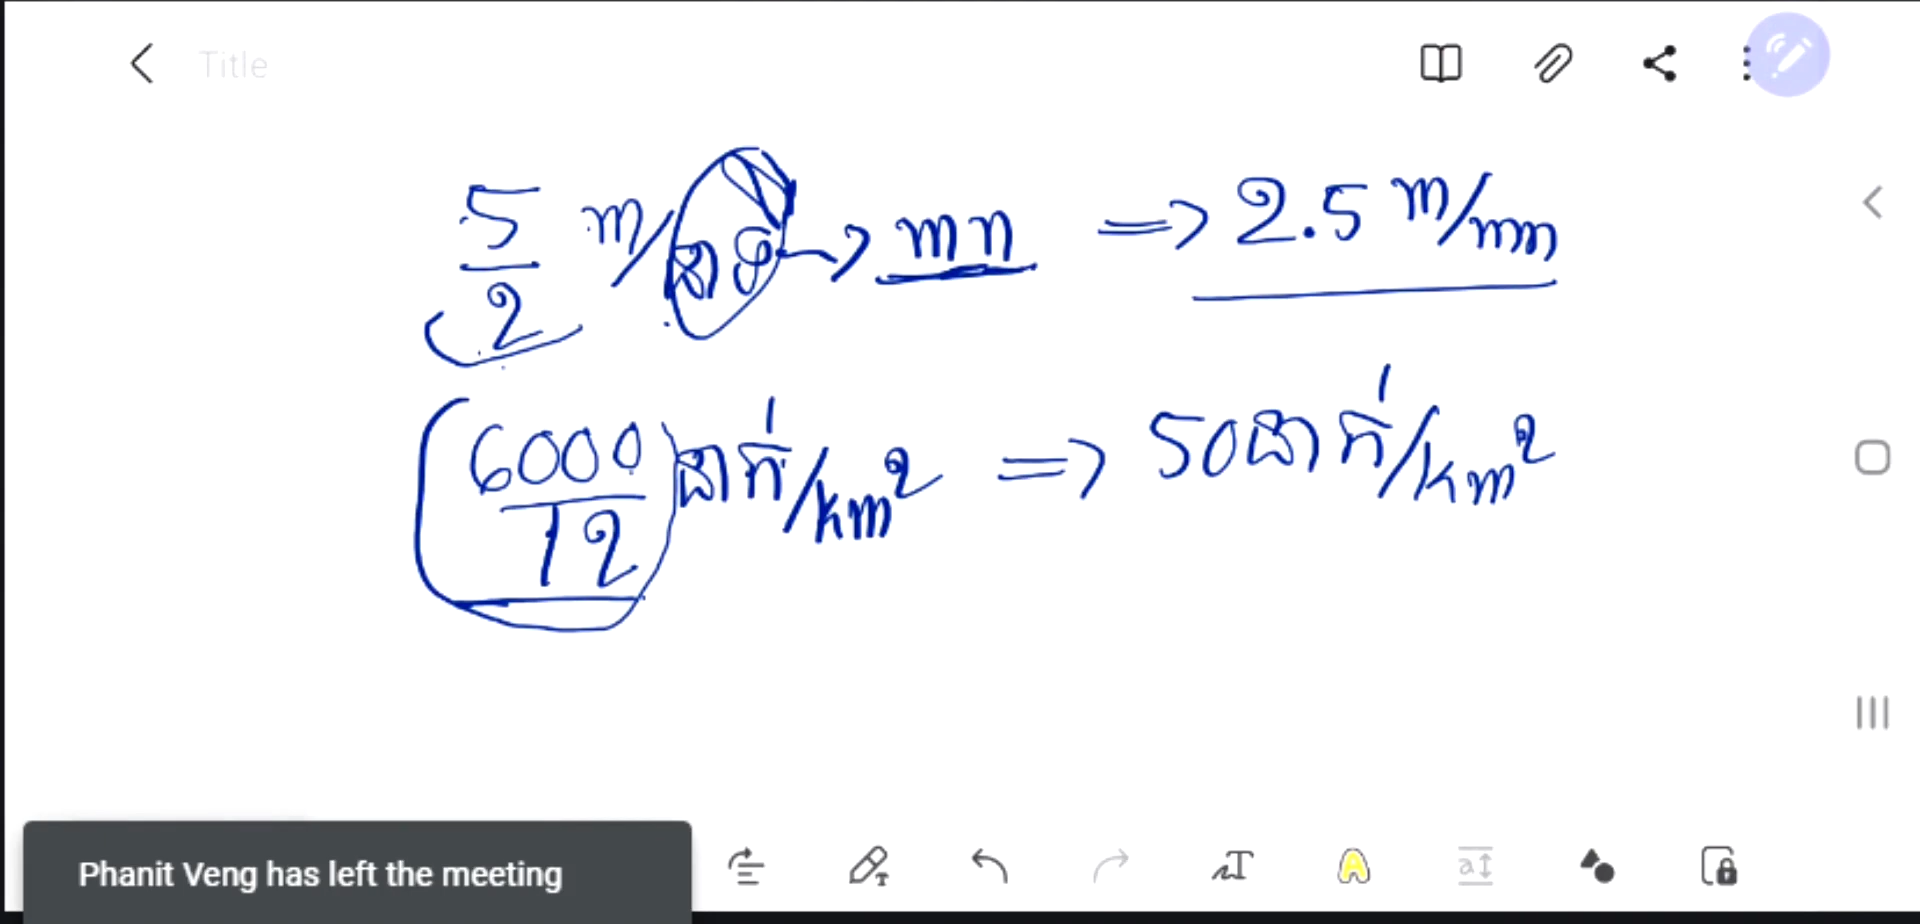 Title
5/2 m/នាទី → mn ⇒ 2.5 m/mn
6000/12 នាក់/km² ⇒ 50នាក់/km²
Phanit Veng has left the meeting